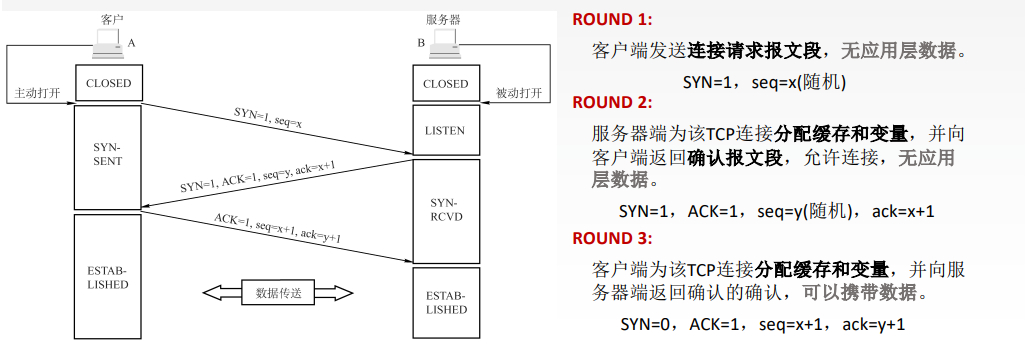 客户
服务器
A
B
CLOSED
CLOSED
主动打开
被动打开
SYN=1, seq=x
LISTEN
SYN-
SENT
SYN=1, ACK=1, seq=y, ack=x+1
SYN-
RCVD
ACK=1, seq=x+1, ack=y+1
ESTAB-
LISHED
数据传送
ESTAB-
LISHED
ROUND 1:
客户端发送连接请求报文段，无应用层数据。
SYN=1，seq=x(随机)
ROUND 2:
服务器端为该TCP连接分配缓存和变量，并向
客户端返回确认报文段，允许连接，无应用
层数据。
SYN=1，ACK=1，seq=y(随机)，ack=x+1
ROUND 3:
客户端为该TCP连接分配缓存和变量，并向服
务器端返回确认的确认，可以携带数据。
SYN=0，ACK=1，seq=x+1，ack=y+1